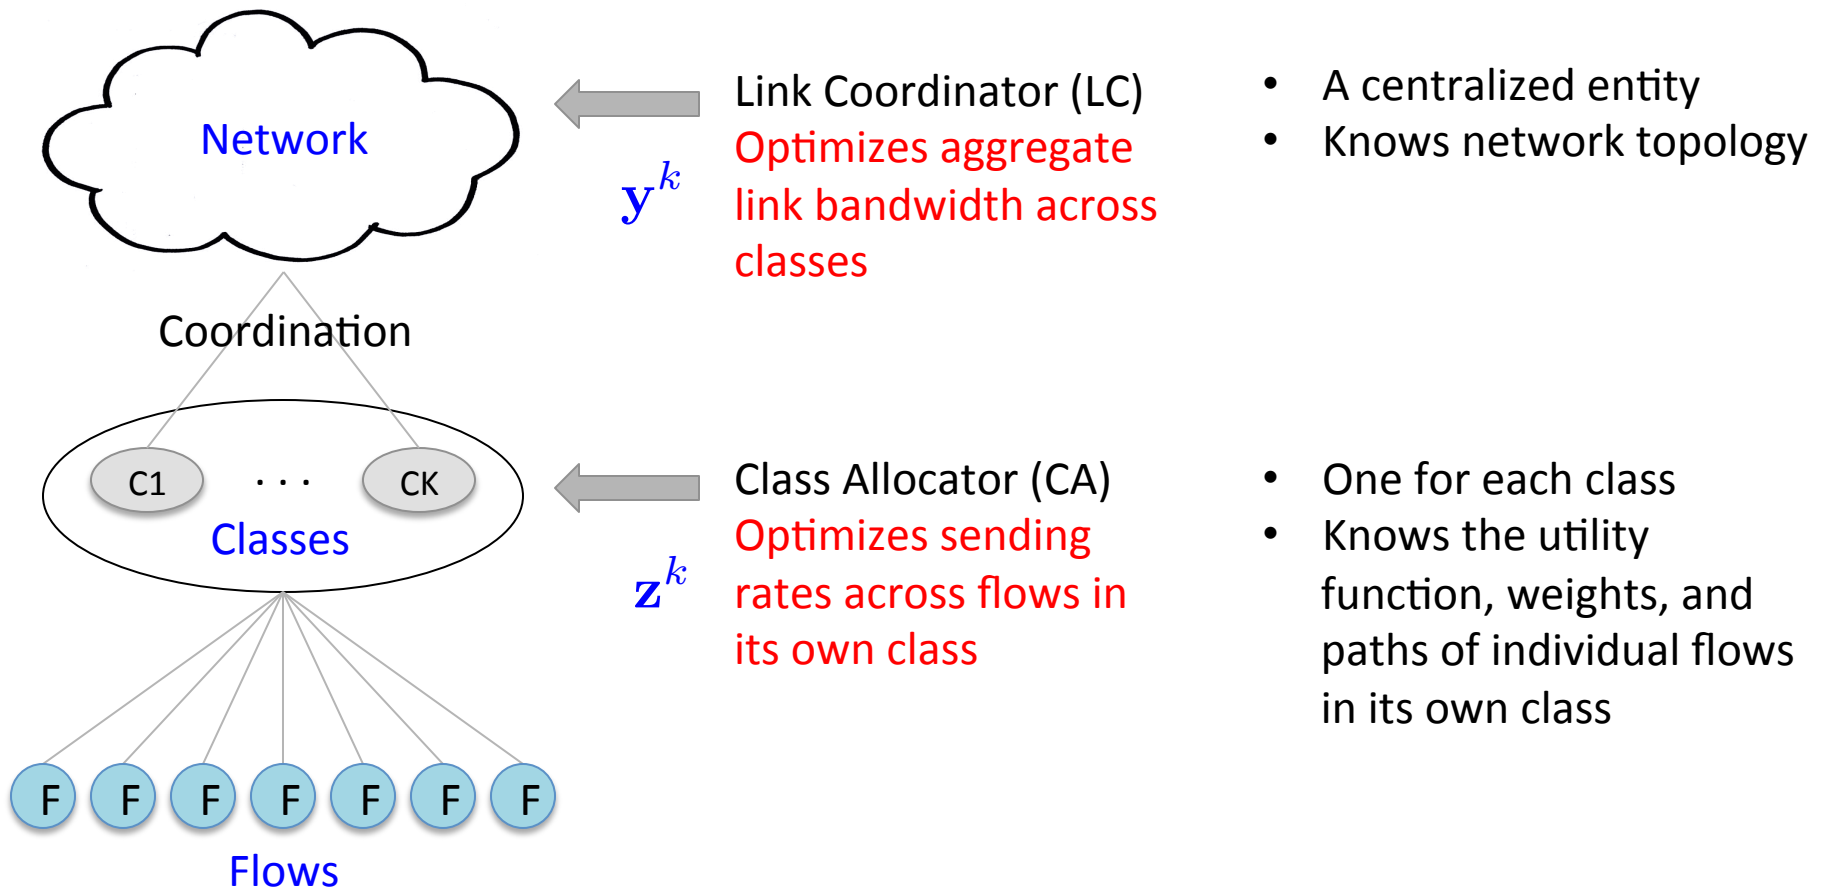 Network
Link Coordinator (LC)
Optimizes aggregate
link bandwidth across
classes
y^k
• A centralized entity
• Knows network topology
Coordination
C1 . . . CK
Classes
Class Allocator (CA)
Optimizes sending
rates across flows in
its own class
z^k
• One for each class
• Knows the utility
function, weights, and
paths of individual flows
in its own class
F F F F F F F
Flows